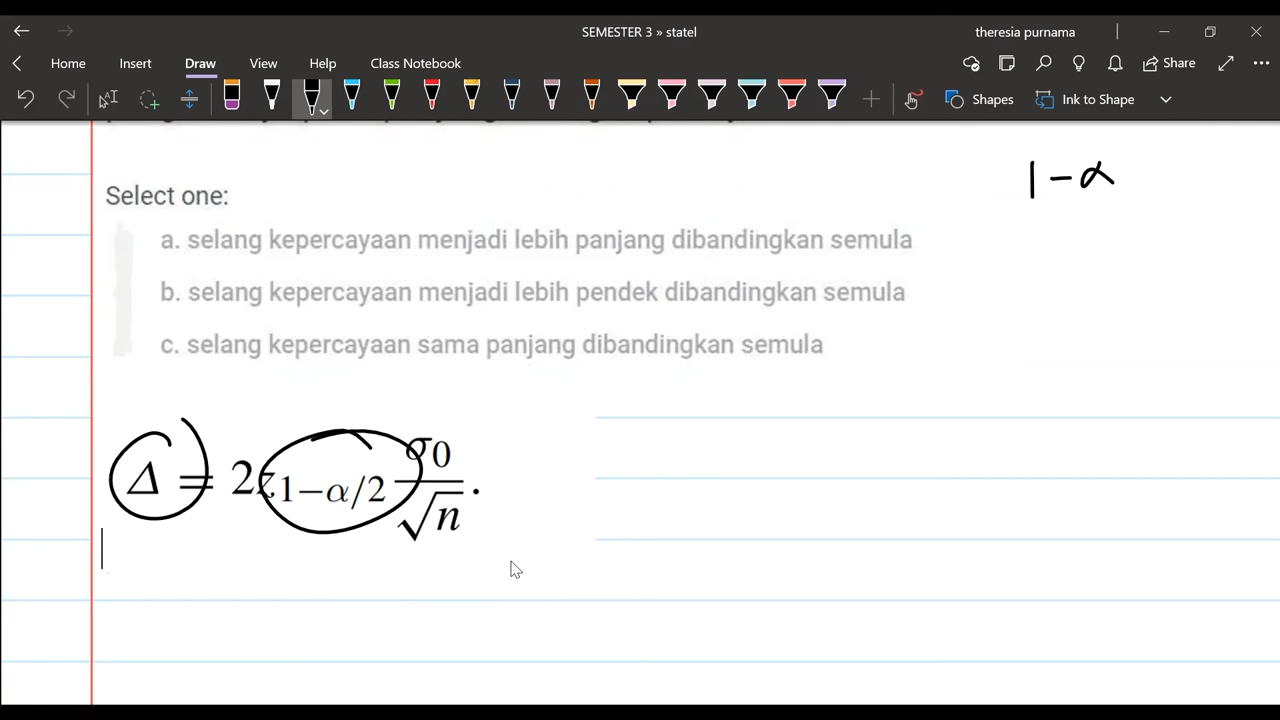 SEMESTER 3 » statel
theresia purnama
Home Insert Draw View Help Class Notebook
Share
Shapes
Ink to Shape
1-α
Select one:
a. selang kepercayaan menjadi lebih panjang dibandingkan semula
b. selang kepercayaan menjadi lebih pendek dibandingkan semula
c. selang kepercayaan sama panjang dibandingkan semula
Δ = 2z₁₋α/₂ σ₀/√n.